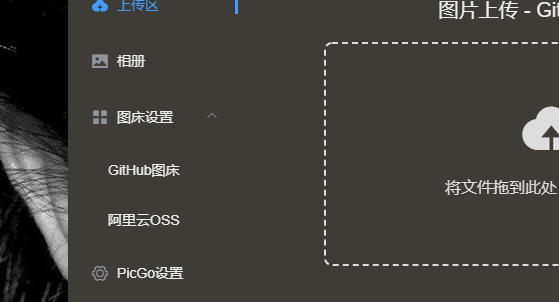 上传区
图片上传 - Git
相册
图床设置
GitHub图床
将文件拖到此处
阿里云OSS
PicGo设置